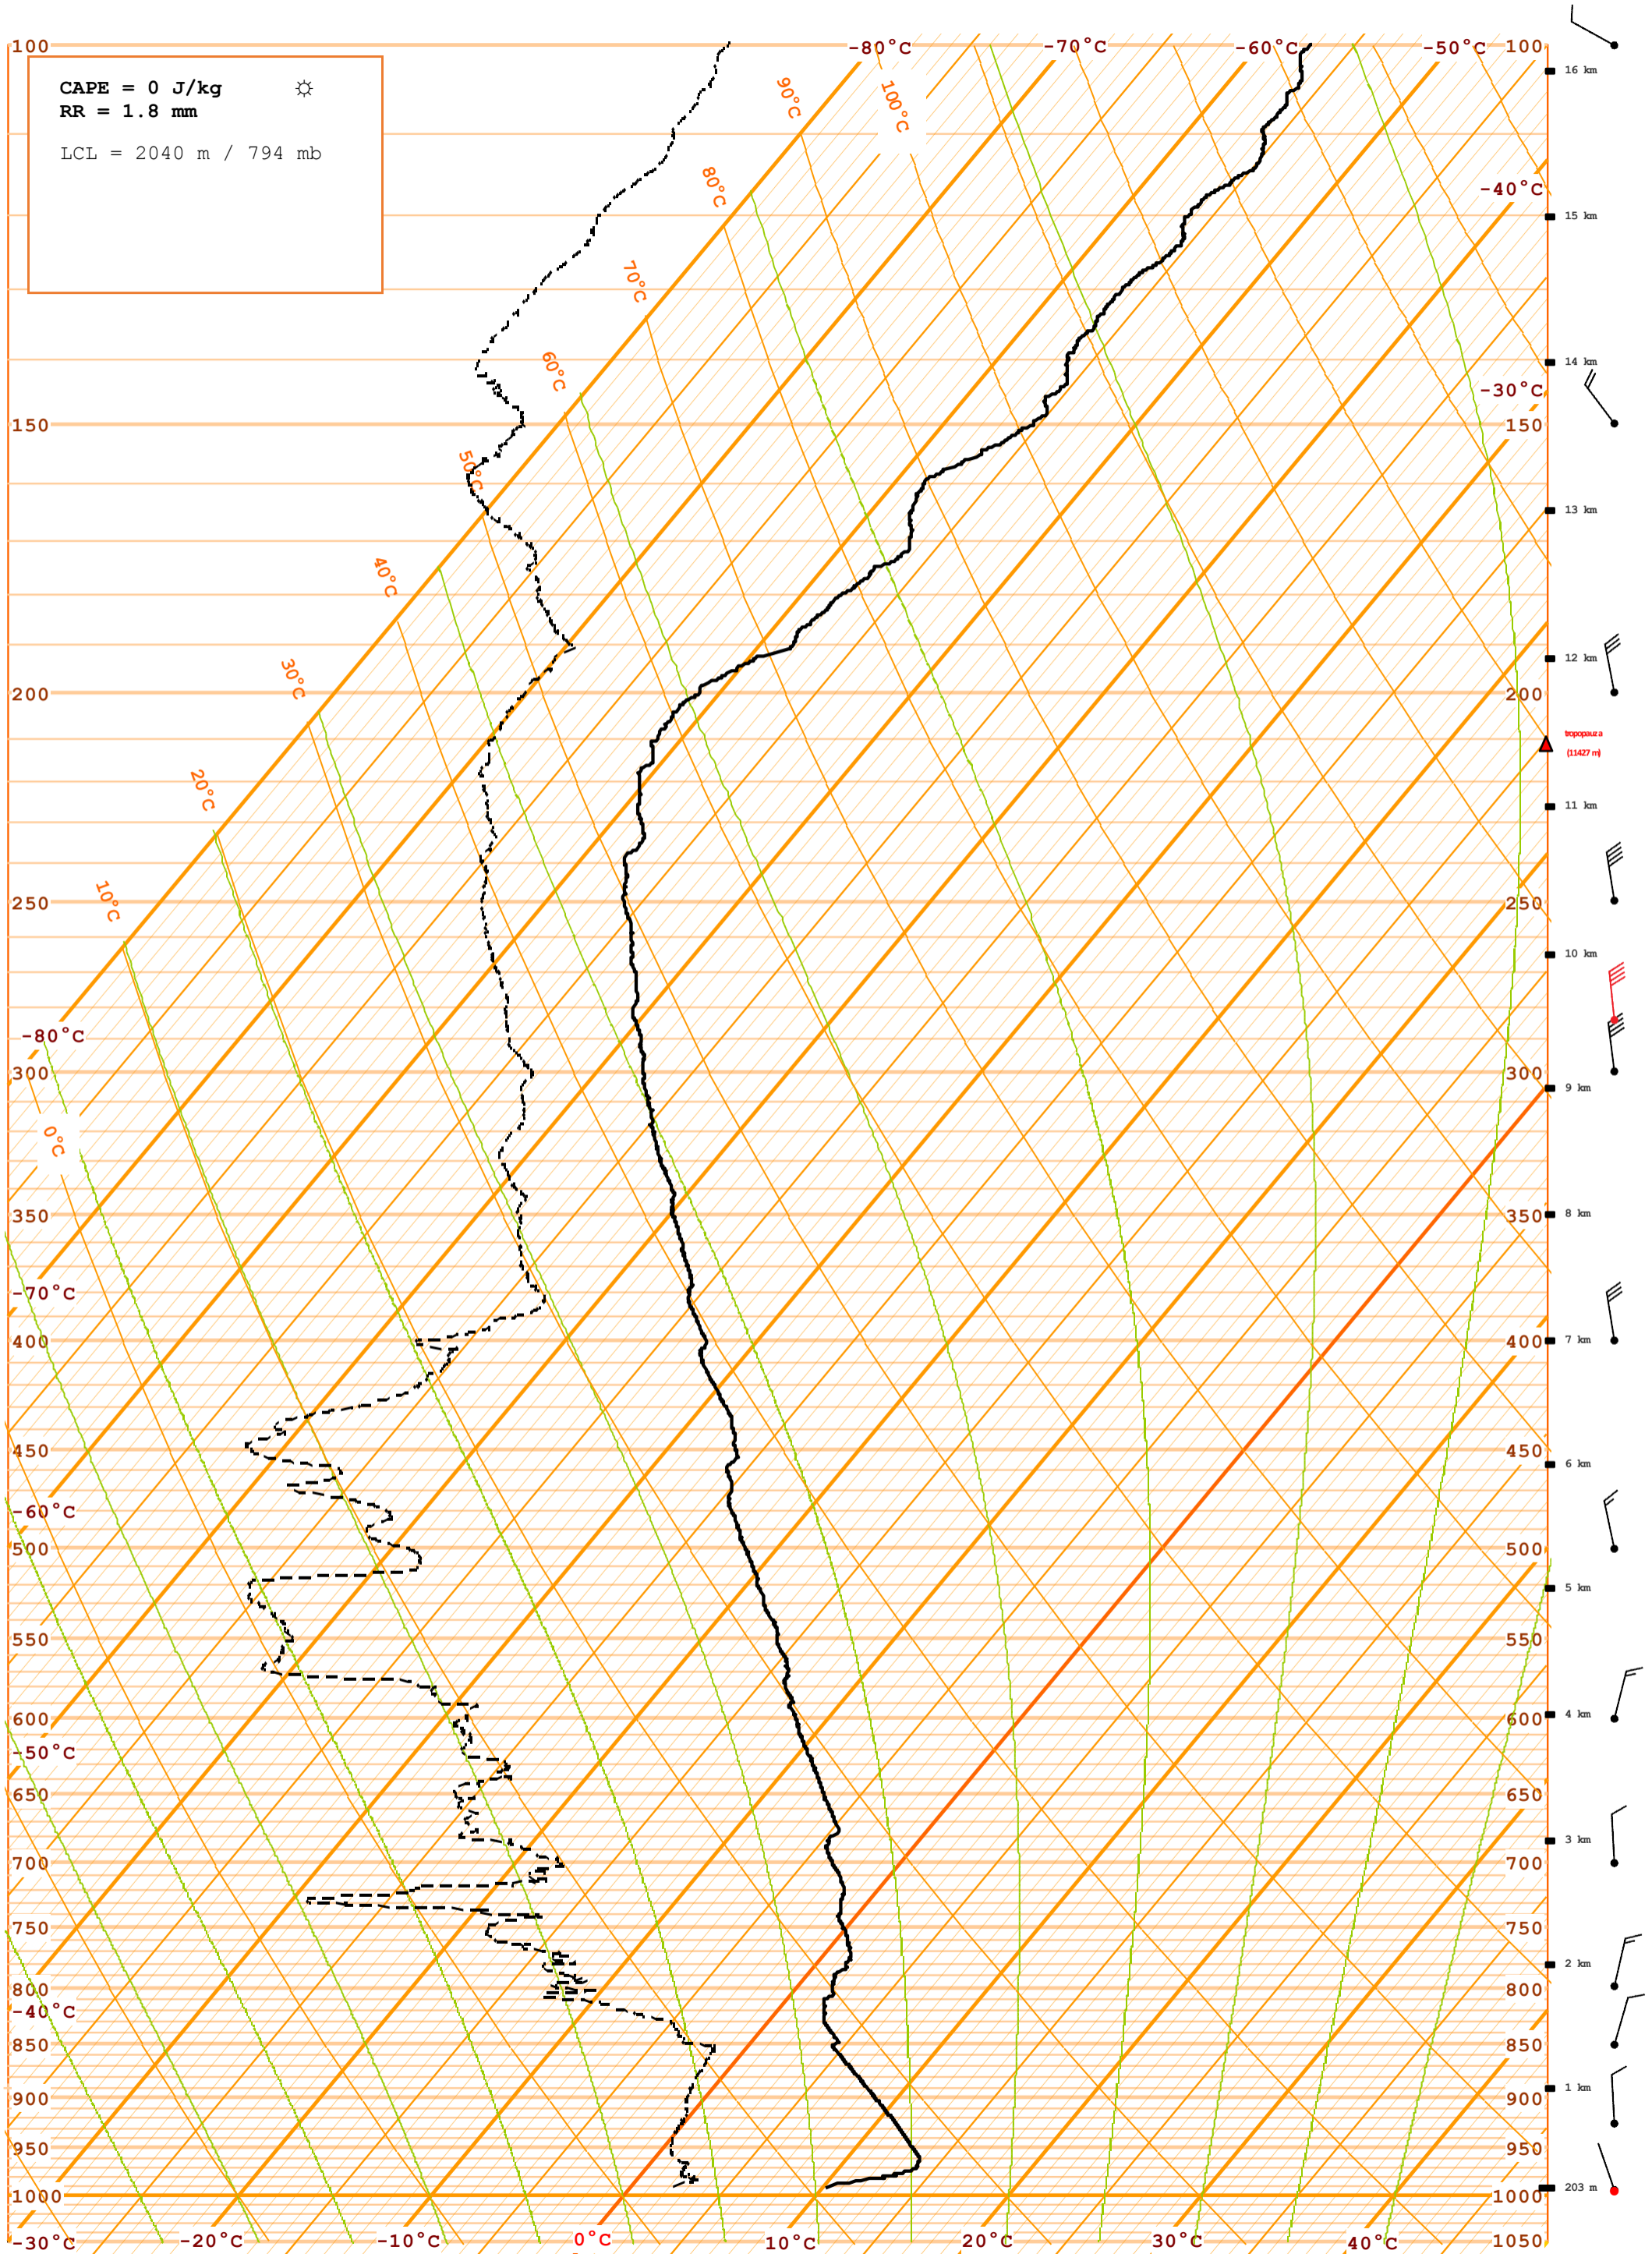 -80°C -70°C -60°C -50°C
100 100
16 km
CAPE = 0 J/kg ☼
RR = 1.8 mm
LCL = 2040 m / 794 mb
90°C 100°C
80°C
-40°C
15 km
70°C
14 km
60°C
-30°C
150 150
50°C
13 km
40°C
12 km
30°C
200 200
tropopauza
(11427 m)
20°C
11 km
10°C
250 250
10 km
-80°C
300 300
9 km
0°C
350 350
8 km
-70°C
400 400
7 km
450 450
6 km
-60°C
500 500
5 km
550 550
4 km
600 600
-50°C
650 650
3 km
700 700
750 750
2 km
800 800
-40°C
850 850
1 km
900 900
950 950
203 m
1000 1000
-30°C -20°C -10°C 0°C 10°C 20°C 30°C 40°C 1050